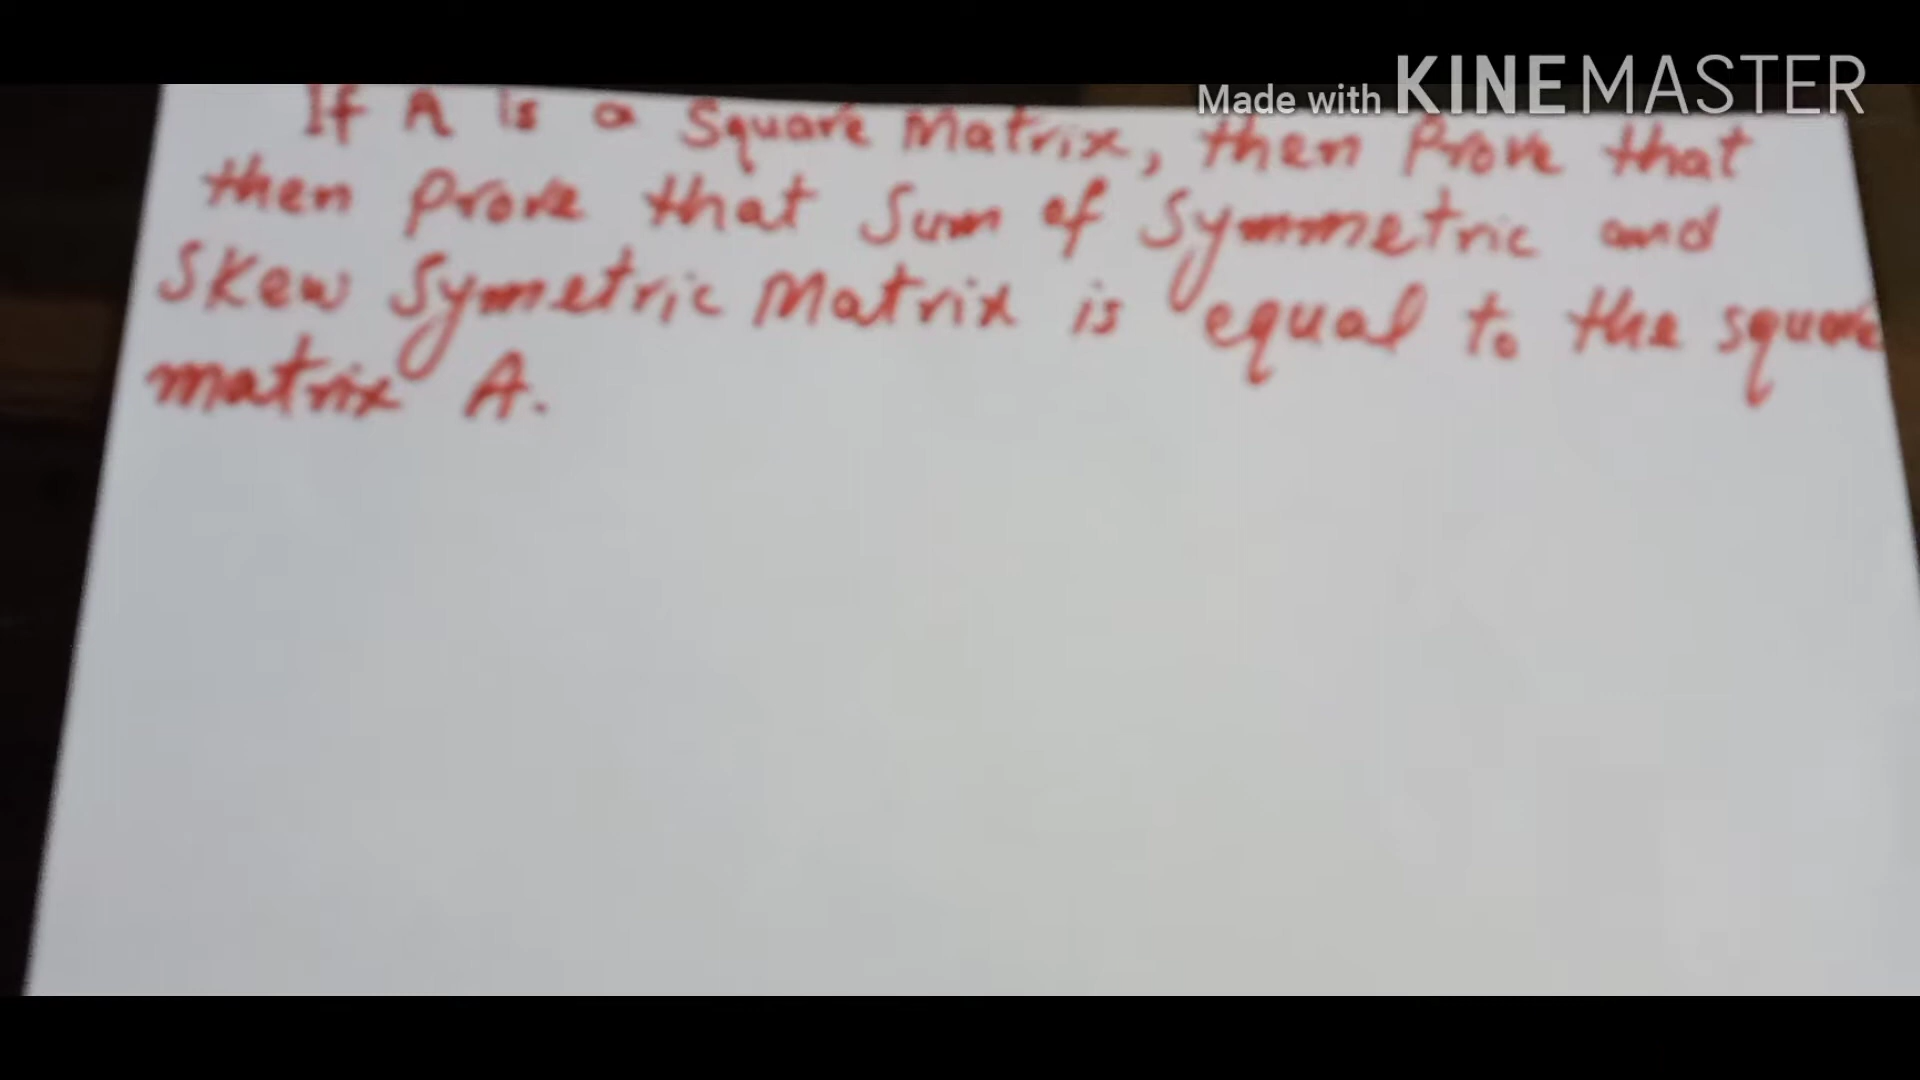 Made with KINEMASTER
If A is a Square Matrix, then Prove that
then Prove that Sum of Symmetric and
Skew Symetric Matrix is equal to the square
matrix A.